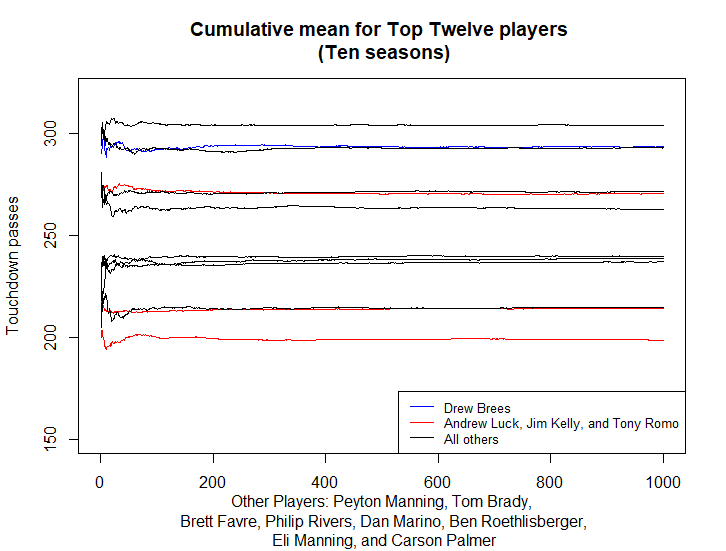 Cumulative mean for Top Twelve players
(Ten seasons)
Touchdown passes
300
250
200
150
Drew Brees
Andrew Luck, Jim Kelly, and Tony Romo
All others
0 200 400 600 800 1000
Other Players: Peyton Manning, Tom Brady,
Brett Favre, Philip Rivers, Dan Marino, Ben Roethlisberger,
Eli Manning, and Carson Palmer